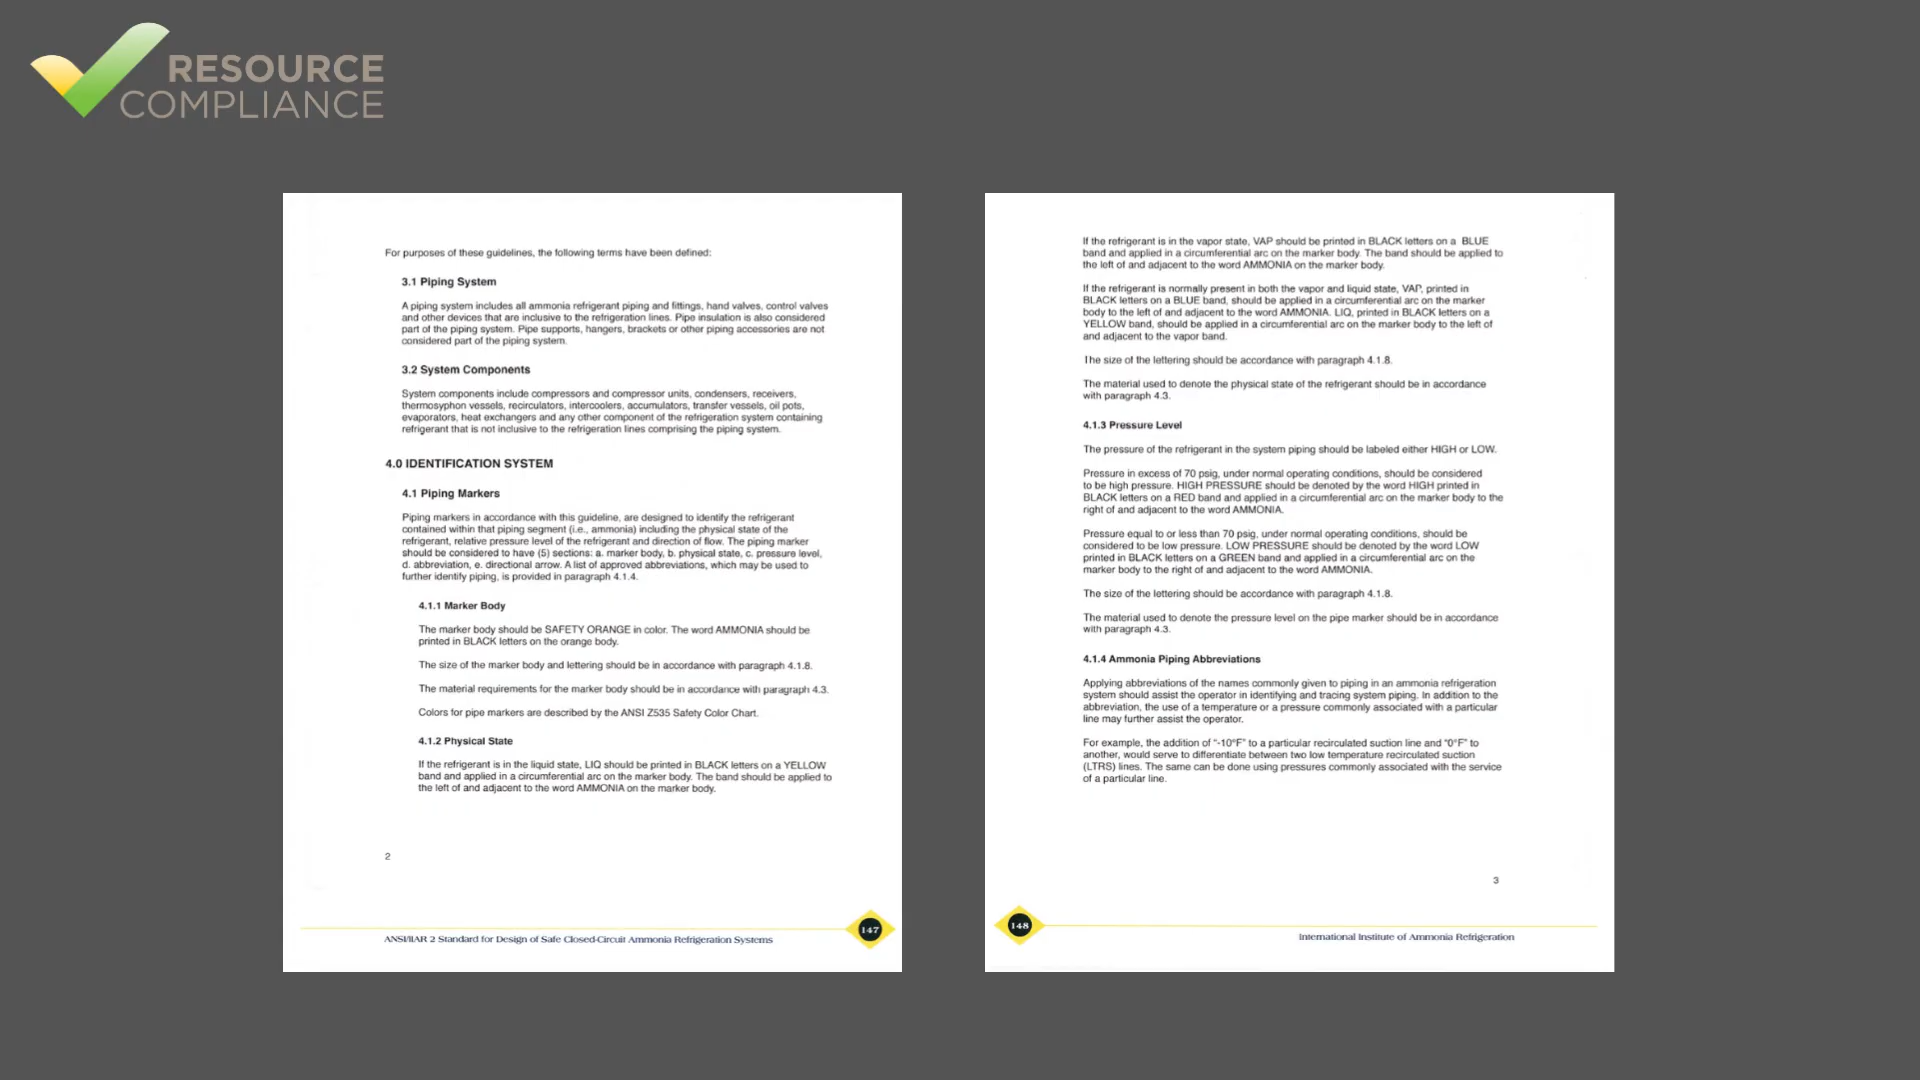 RESOURCE
COMPLIANCE
For purposes of these guidelines, the following terms have been defined:
3.1 Piping System
A piping system includes all ammonia refrigerant piping and fittings, hand valves, control valves
and other devices that are inclusive to the refrigeration lines. Pipe insulation is also considered
part of the piping system. Pipe supports, hangers, brackets or other piping accessories are not
considered part of the piping system.
3.2 System Components
System components include compressors and compressor units, condensers, receivers,
thermosyphon vessels, recirculators, intercoolers, accumulators, transfer vessels, oil pots,
evaporators, heat exchangers and any other component of the refrigeration system containing
refrigerant that is not inclusive to the refrigeration lines comprising the piping system.
4.0 IDENTIFICATION SYSTEM
4.1 Piping Markers
Piping markers in accordance with this guideline, are designed to identify the refrigerant
contained within that piping segment (i.e., ammonia) including the physical state of the
refrigerant, relative pressure level of the refrigerant and direction of flow. The piping marker
should be considered to have (5) sections: a. marker body, b. physical state, c. pressure level,
d. abbreviation, e. directional arrow. A list of approved abbreviations, which may be used to
further identify piping, is provided in paragraph 4.1.4.
4.1.1 Marker Body
The marker body should be SAFETY ORANGE in color. The word AMMONIA should be
printed in BLACK letters on the orange body.
The size of the marker body and lettering should be in accordance with paragraph 4.1.8.
The material requirements for the marker body should be in accordance with paragraph 4.3.
Colors for pipe markers are described by the ANSI Z535 Safety Color Chart.
4.1.2 Physical State
If the refrigerant is in the liquid state, LIQ should be printed in BLACK letters on a YELLOW
band and applied in a circumferential arc on the marker body. The band should be applied to
the left of and adjacent to the word AMMONIA on the marker body.
2
ANSI/IIAR 2 Standard for Design of Safe Closed-Circuit Ammonia Refrigeration Systems
147
If the refrigerant is in the vapor state, VAP should be printed in BLACK letters on a BLUE
band and applied in a circumferential arc on the marker body. The band should be applied to
the left of and adjacent to the word AMMONIA on the marker body.
If the refrigerant is normally present in both the vapor and liquid state, VAP, printed in
BLACK letters on a BLUE band, should be applied in a circumferential arc on the marker
body to the left of and adjacent to the word AMMONIA. LIQ, printed in BLACK letters on a
YELLOW band, should be applied in a circumferential arc on the marker body to the left of
and adjacent to the vapor band.
The size of the lettering should be accordance with paragraph 4.1.8.
The material used to denote the physical state of the refrigerant should be in accordance
with paragraph 4.3.
4.1.3 Pressure Level
The pressure of the refrigerant in the system piping should be labeled either HIGH or LOW.
Pressure in excess of 70 psig, under normal operating conditions, should be considered
to be high pressure. HIGH PRESSURE should be denoted by the word HIGH printed in
BLACK letters on a RED band and applied in a circumferential arc on the marker body to the
right of and adjacent to the word AMMONIA.
Pressure equal to or less than 70 psig, under normal operating conditions, should be
considered to be low pressure. LOW PRESSURE should be denoted by the word LOW
printed in BLACK letters on a GREEN band and applied in a circumferential arc on the
marker body to the right of and adjacent to the word AMMONIA.
The size of the lettering should be accordance with paragraph 4.1.8.
The material used to denote the pressure level on the pipe marker should be in accordance
with paragraph 4.3.
4.1.4 Ammonia Piping Abbreviations
Applying abbreviations of the names commonly given to piping in an ammonia refrigeration
system should assist the operator in identifying and tracing system piping. In addition to the
abbreviation, the use of a temperature or a pressure commonly associated with a particular
line may further assist the operator.
For example, the addition of "-10°F" to a particular recirculated suction line and "0°F" to
another, would serve to differentiate between two low temperature recirculated suction
(LTRS) lines. The same can be done using pressures commonly associated with the service
of a particular line.
3
148
International Institute of Ammonia Refrigeration